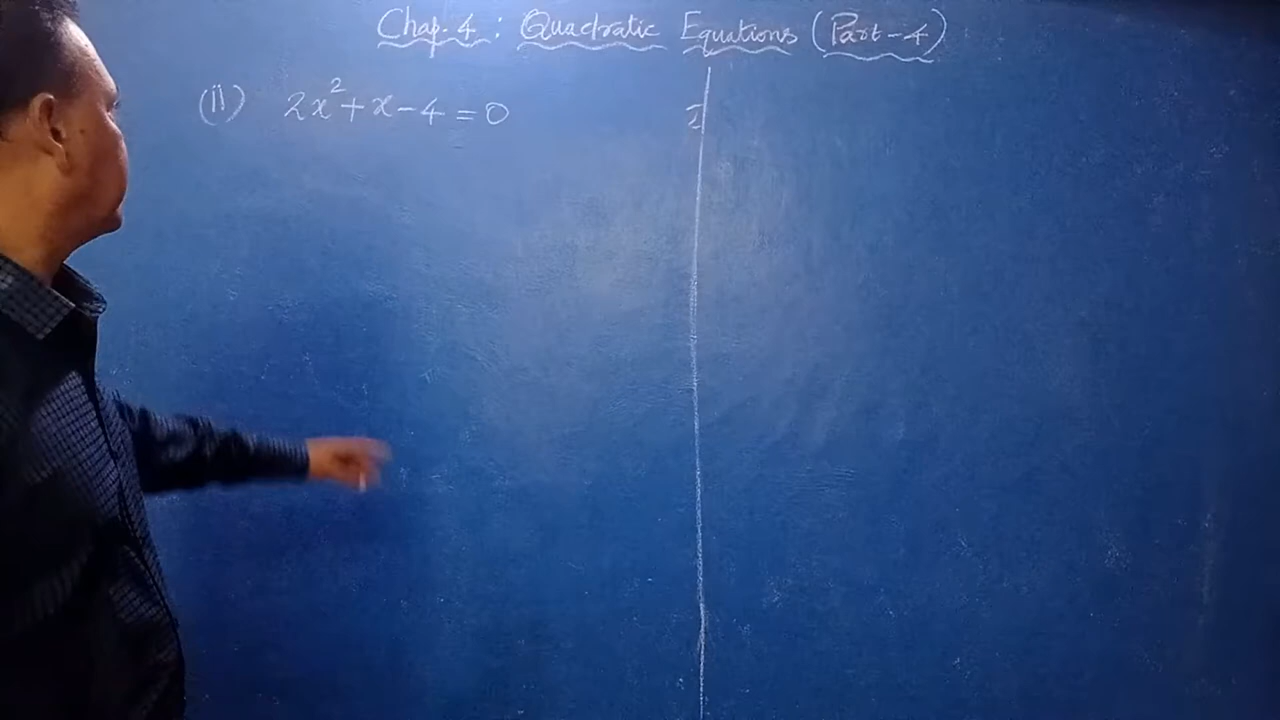 Chap. 4 : Quadratic Equations (Part-4)
(ii) 2x²+x-4=0